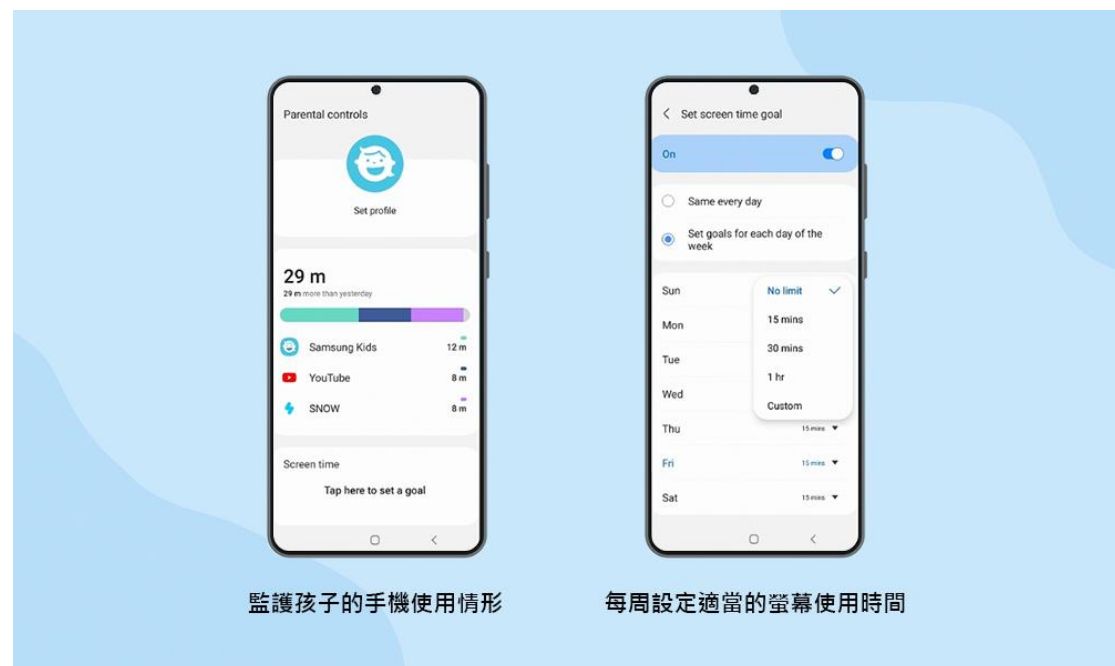 Parental controls
Set profile
29 m
29 m more than yesterday
Samsung Kids 12 m
YouTube 8 m
SNOW 8 m
Screen time
Tap here to set a goal
監護孩子的手機使用情形
Set screen time goal
On
Same every day
Set goals for each day of the
week
Sun No limit
15 mins
Mon
30 mins
Tue
1 hr
Wed
Custom
Thu 15 mins
Fri 15 mins
Sat 15 mins
每周設定適當的螢幕使用時間